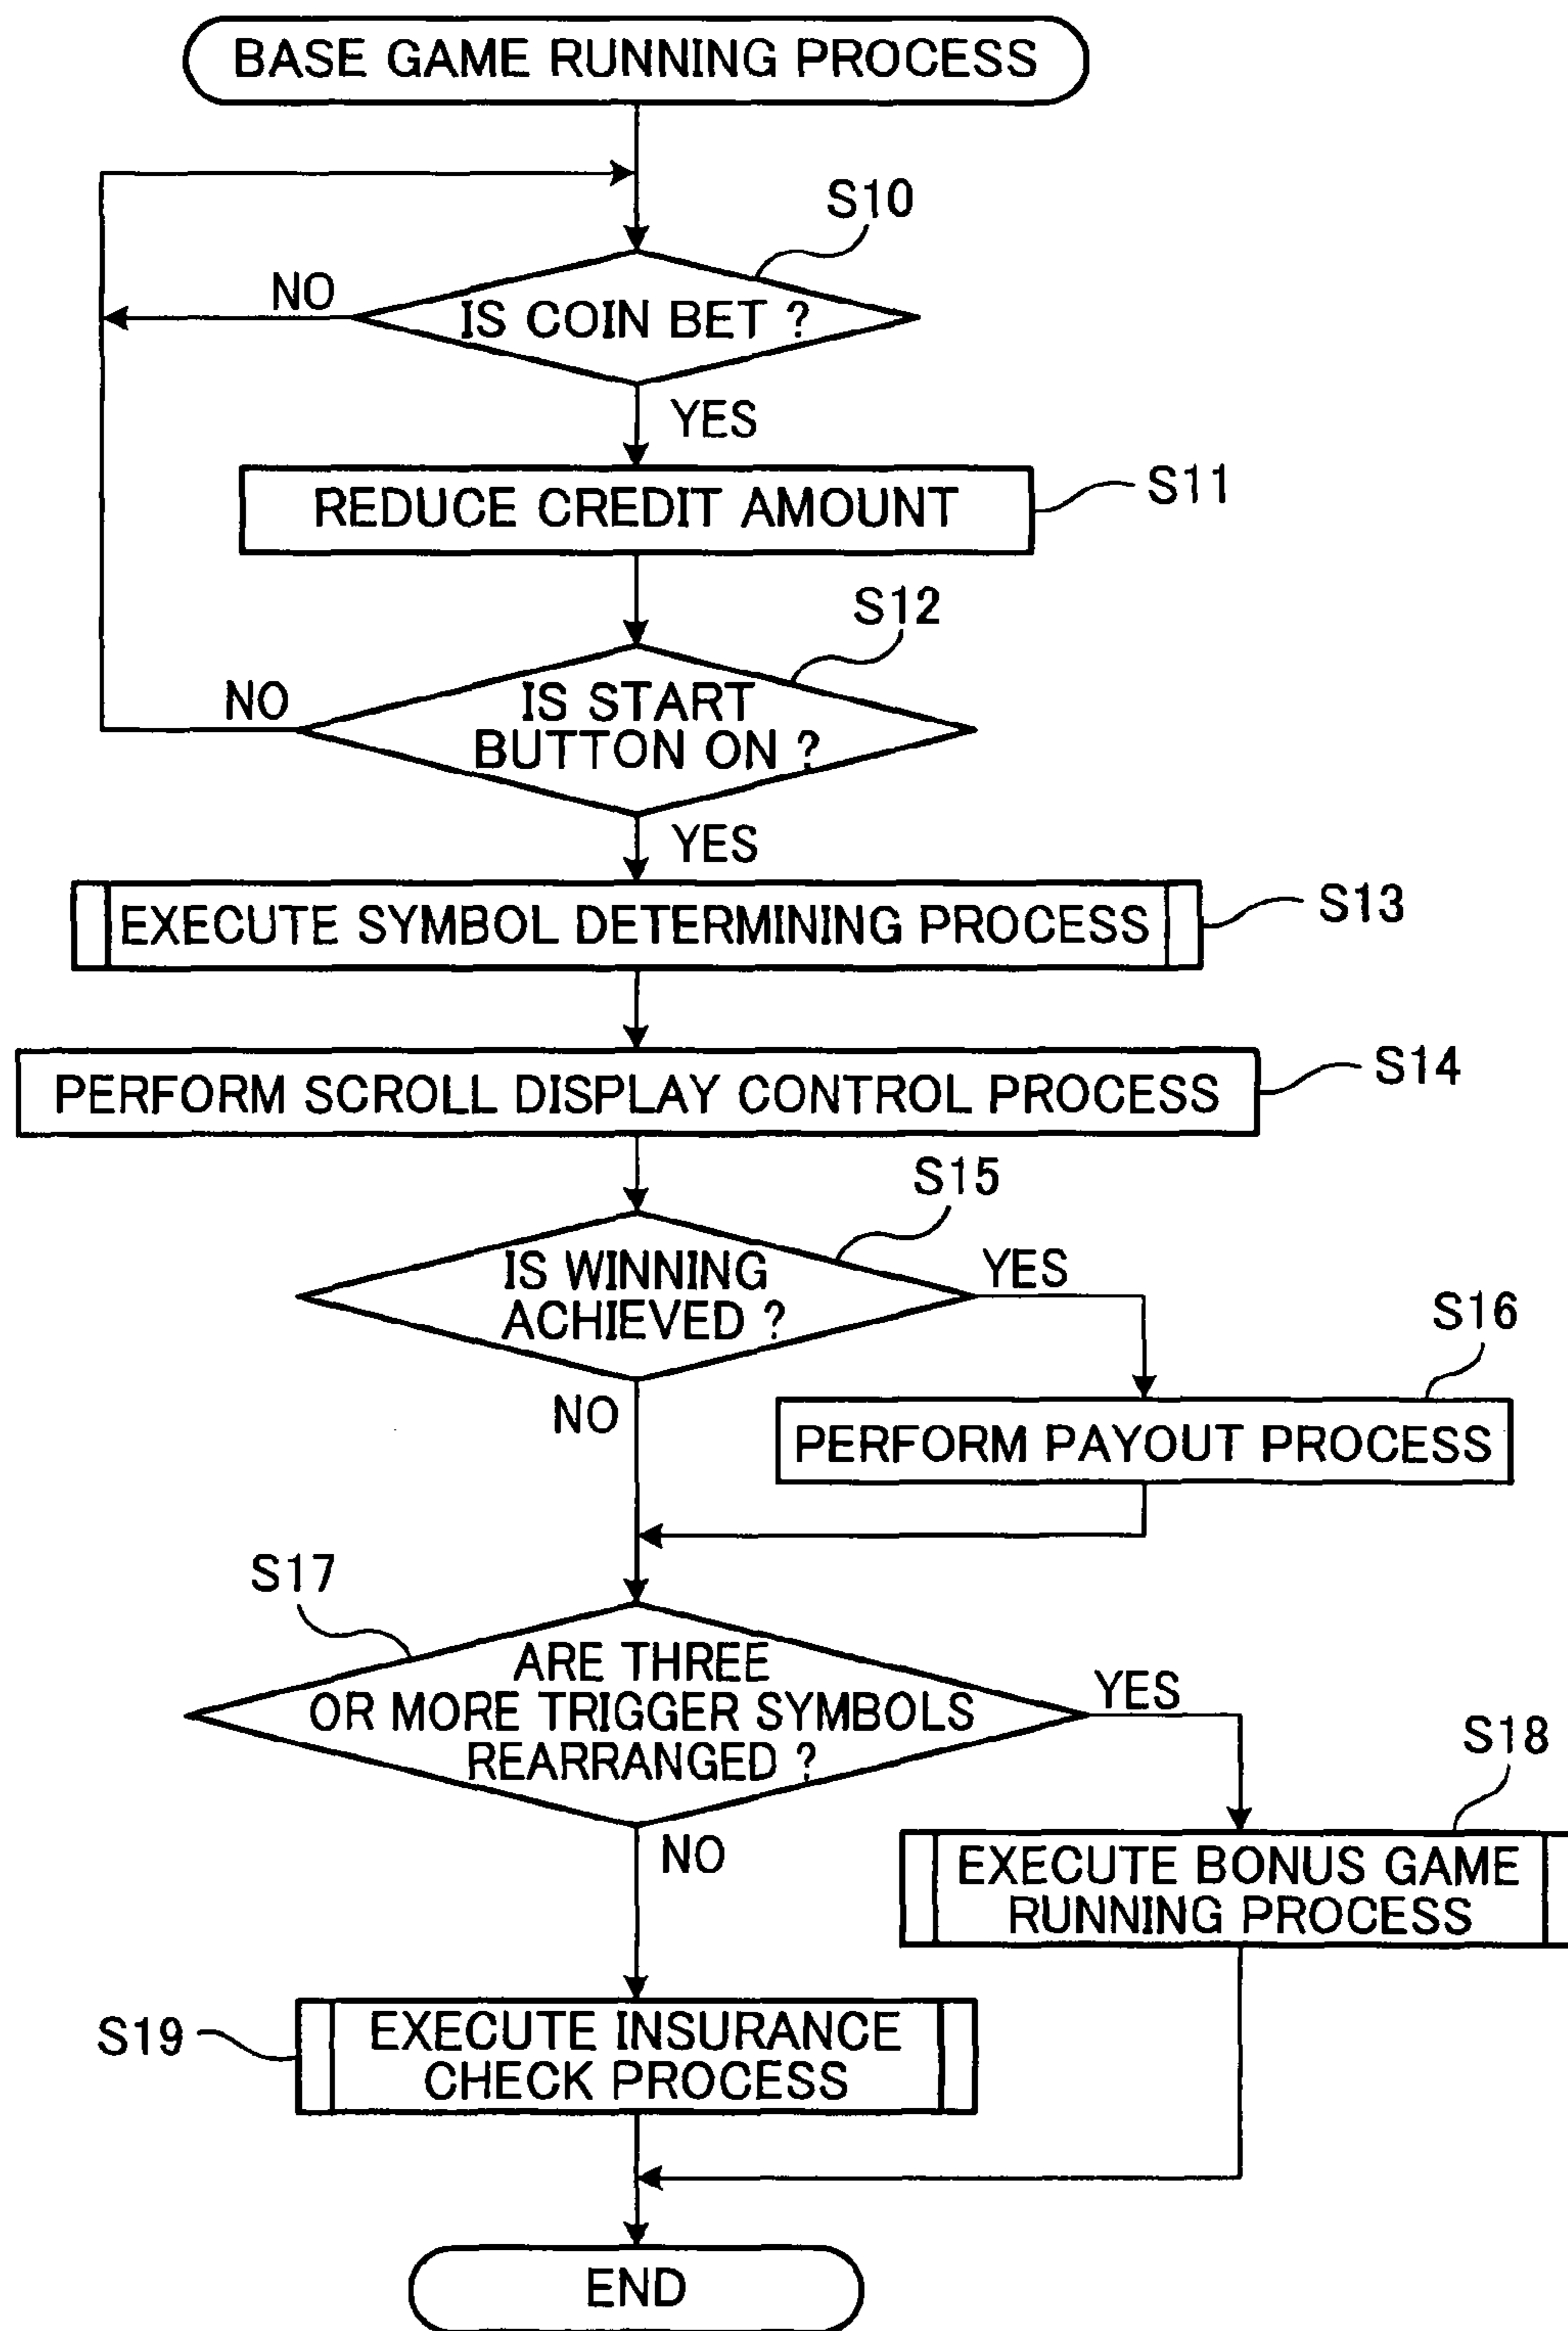 BASE GAME RUNNING PROCESS
S10
NO
IS COIN BET ?
YES
REDUCE CREDIT AMOUNT
S11
S12
NO
IS START
BUTTON ON ?
YES
EXECUTE SYMBOL DETERMINING PROCESS
S13
PERFORM SCROLL DISPLAY CONTROL PROCESS
S14
S15
IS WINNING
ACHIEVED ?
YES
S16
NO
PERFORM PAYOUT PROCESS
S17
ARE THREE
OR MORE TRIGGER SYMBOLS
REARRANGED ?
YES
S18
NO
EXECUTE BONUS GAME
RUNNING PROCESS
S19
EXECUTE INSURANCE
CHECK PROCESS
END